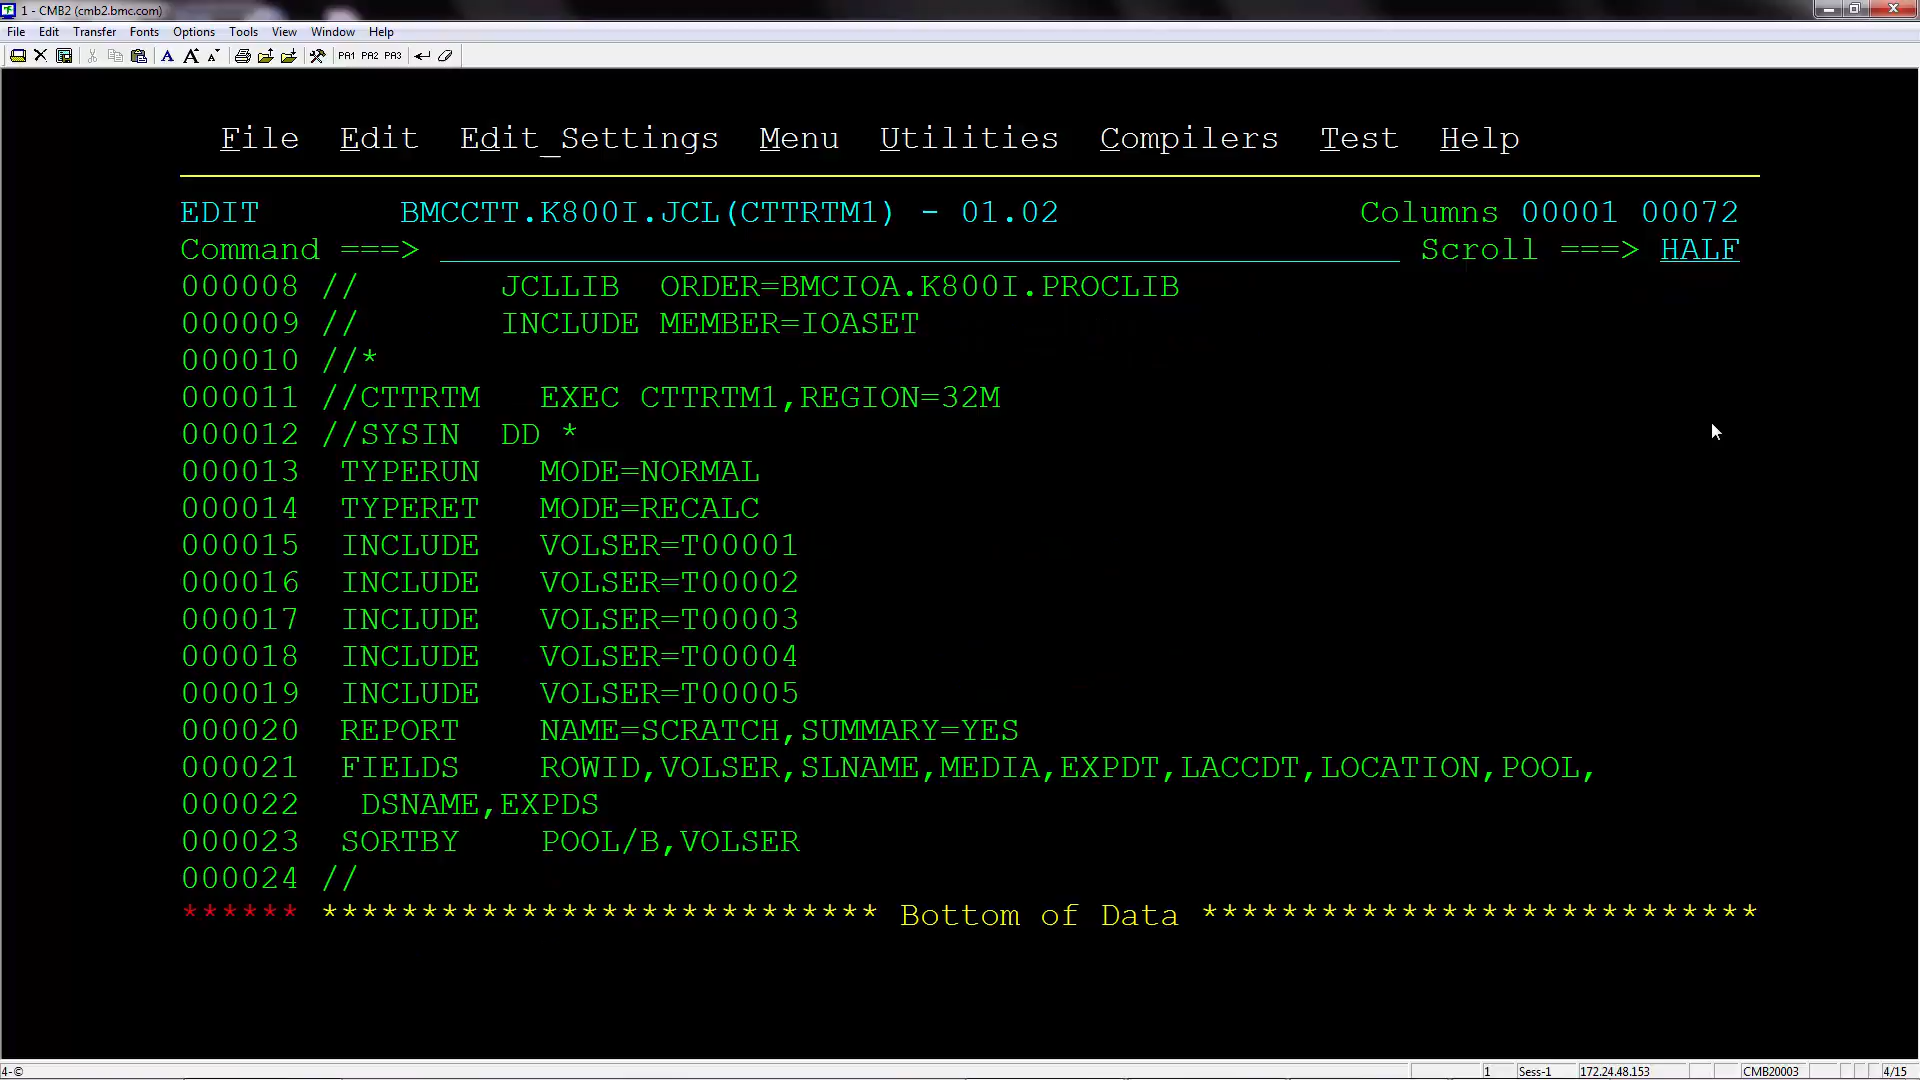 1 - CMB2 (cmb2.bmc.com)
File Edit Transfer Fonts Options Tools View Window Help
A A A PA1 PA2 PA3
File Edit Edit_Settings Menu Utilities Compilers Test Help
EDIT BMCCTT.K800I.JCL(CTTRTM1) - 01.02 Columns 00001 00072
Command ===> Scroll ===> HALF
000008 // JCLLIB ORDER=BMCIOA.K800I.PROCLIB
000009 // INCLUDE MEMBER=IOASET
000010 //*
000011 //CTTRTM EXEC CTTRTM1,REGION=32M
000012 //SYSIN DD *
000013 TYPERUN MODE=NORMAL
000014 TYPERET MODE=RECALC
000015 INCLUDE VOLSER=T00001
000016 INCLUDE VOLSER=T00002
000017 INCLUDE VOLSER=T00003
000018 INCLUDE VOLSER=T00004
000019 INCLUDE VOLSER=T00005
000020 REPORT NAME=SCRATCH,SUMMARY=YES
000021 FIELDS ROWID,VOLSER,SLNAME,MEDIA,EXPDT,LACCDT,LOCATION,POOL,
000022 DSNAME,EXPDS
000023 SORTBY POOL/B,VOLSER
000024 //
****** **************************** Bottom of Data ****************************
4-© 1 Sess-1 172.24.48.153 CMB20003 4/15